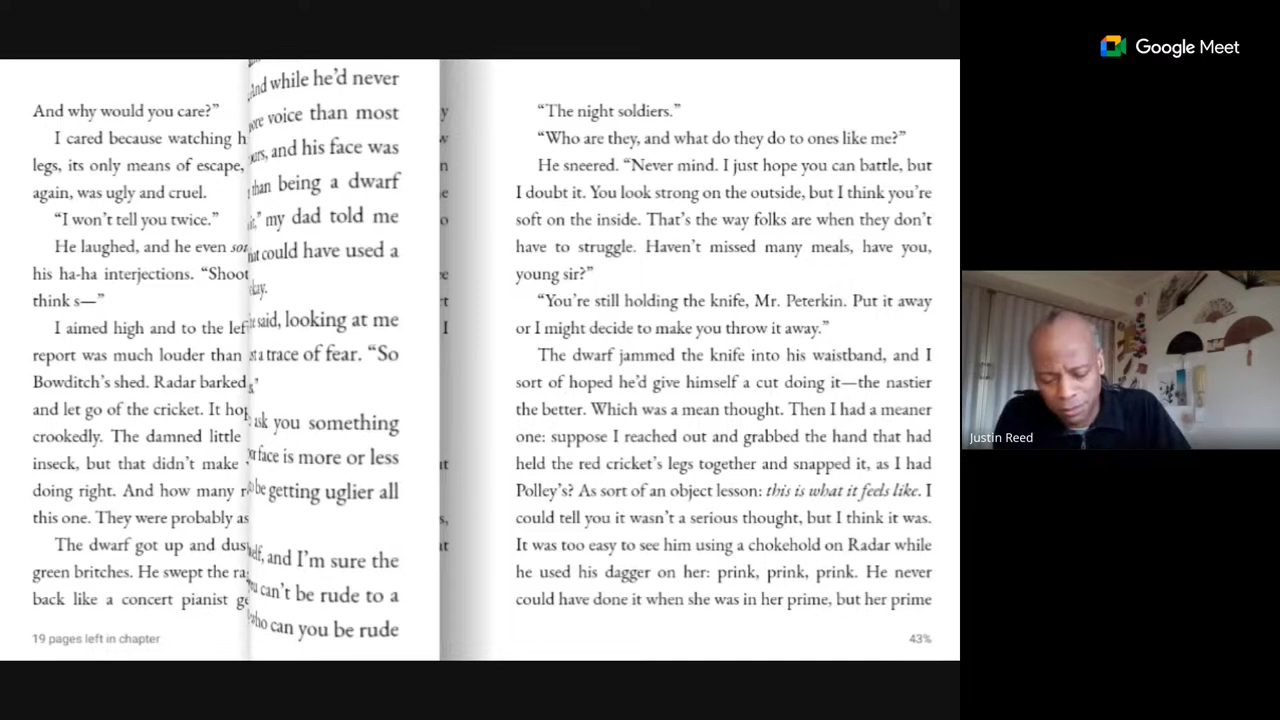 And why would you care?”
I cared because watching h
legs, its only means of escape,
again, was ugly and cruel.
“I won’t tell you twice.”
He laughed, and he even
his ha-ha interjections. “Shoot
think s—”
I aimed high and to the lef
report was much louder than
Bowditch’s shed. Radar barked
and let go of the cricket. It hop
crookedly. The damned little
inseck, but that didn’t make
doing right. And how many
this one. They were probably as
The dwarf got up and dus
green britches. He swept the ra
back like a concert pianist g
19 pages left in chapter
And while he’d never
voice than most
and his face was
than being a dwarf
my dad told me
could have used a
said, looking at me
a trace of fear. “So
ask you something
face is more or less
be getting uglier all
and I’m sure the
can’t be rude to a
who can you be rude
“The night soldiers.”
“Who are they, and what do they do to ones like me?”
He sneered. “Never mind. I just hope you can battle, but
I doubt it. You look strong on the outside, but I think you’re
soft on the inside. That’s the way folks are when they don’t
have to struggle. Haven’t missed many meals, have you,
young sir?”
“You’re still holding the knife, Mr. Peterkin. Put it away
or I might decide to make you throw it away.”
The dwarf jammed the knife into his waistband, and I
sort of hoped he’d give himself a cut doing it—the nastier
the better. Which was a mean thought. Then I had a meaner
one: suppose I reached out and grabbed the hand that had
held the red cricket’s legs together and snapped it, as I had
Polley’s? As sort of an object lesson: this is what it feels like. I
could tell you it wasn’t a serious thought, but I think it was.
It was too easy to see him using a chokehold on Radar while
he used his dagger on her: prink, prink, prink. He never
could have done it when she was in her prime, but her prime
43%
Google Meet
Justin Reed